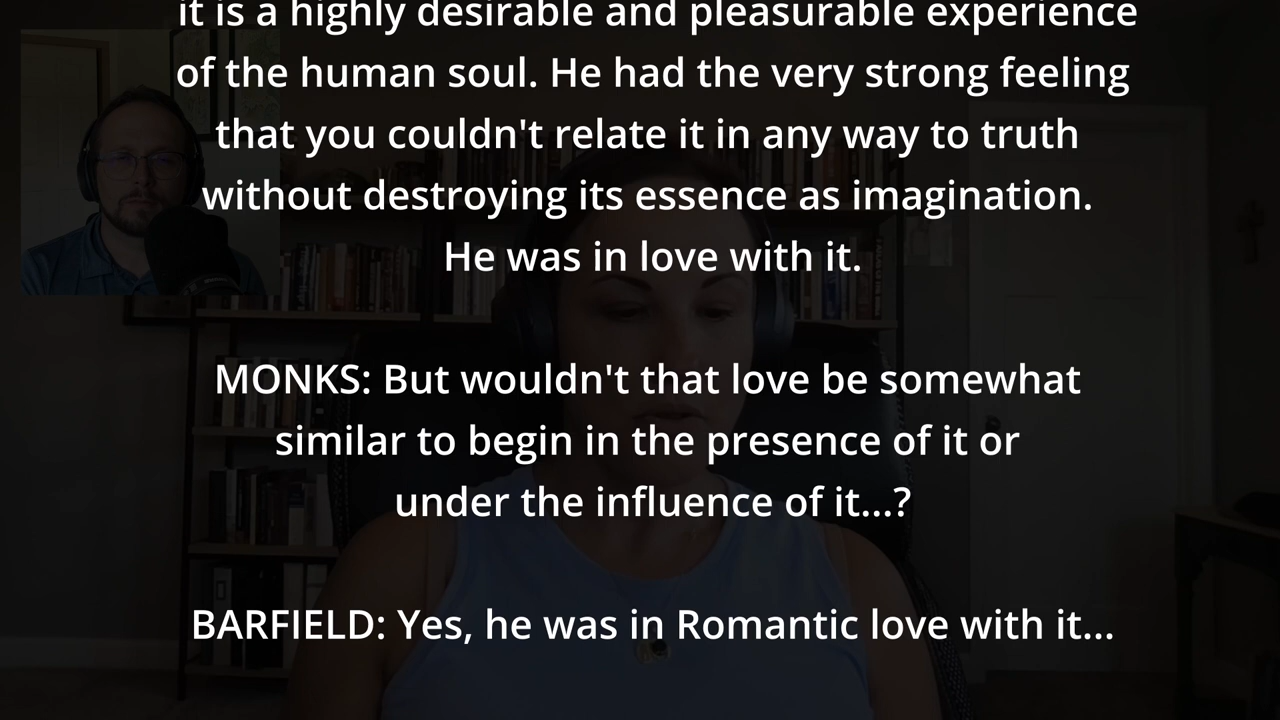 it is a highly desirable and pleasurable experience
of the human soul. He had the very strong feeling
that you couldn't relate it in any way to truth
without destroying its essence as imagination.
He was in love with it.
MONKS: But wouldn't that love be somewhat
similar to begin in the presence of it or
under the influence of it...?
BARFIELD: Yes, he was in Romantic love with it...